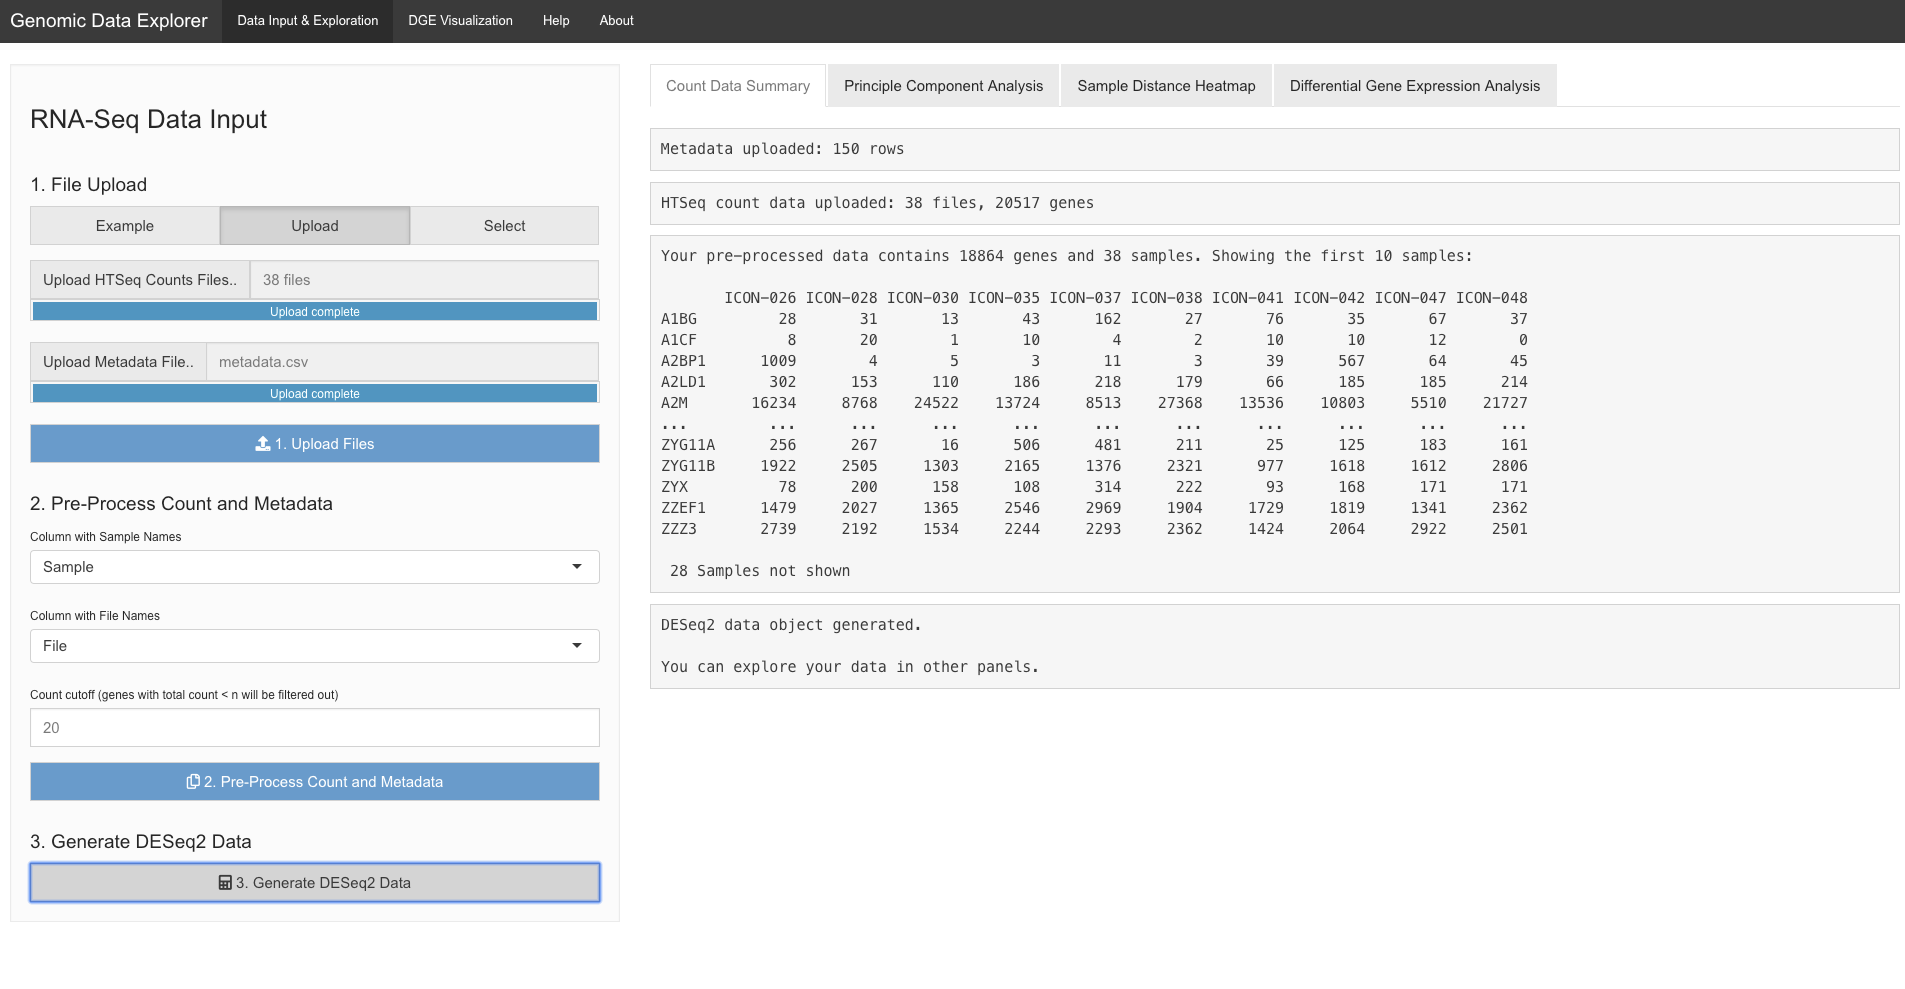 Genomic Data Explorer Data Input & Exploration DGE Visualization Help About
RNA-Seq Data Input
1. File Upload
Example Upload Select
Upload HTSeq Counts Files.. 38 files
Upload complete
Upload Metadata File.. metadata.csv
Upload complete
1. Upload Files
2. Pre-Process Count and Metadata
Column with Sample Names
Sample
Column with File Names
File
Count cutoff (genes with total count < n will be filtered out)
20
2. Pre-Process Count and Metadata
3. Generate DESeq2 Data
3. Generate DESeq2 Data
Count Data Summary Principle Component Analysis Sample Distance Heatmap Differential Gene Expression Analysis
Metadata uploaded: 150 rows
HTSeq count data uploaded: 38 files, 20517 genes
Your pre-processed data contains 18864 genes and 38 samples. Showing the first 10 samples:
ICON-026 ICON-028 ICON-030 ICON-035 ICON-037 ICON-038 ICON-041 ICON-042 ICON-047 ICON-048
A1BG 28 31 13 43 162 27 76 35 67 37
A1CF 8 20 1 10 4 2 10 10 12 0
A2BP1 1009 4 5 3 11 3 39 567 64 45
A2LD1 302 153 110 186 218 179 66 185 185 214
A2M 16234 8768 24522 13724 8513 27368 13536 10803 5510 21727
... ... ... ... ... ... ... ... ... ... ...
ZYG11A 256 267 16 506 481 211 25 125 183 161
ZYG11B 1922 2505 1303 2165 1376 2321 977 1618 1612 2806
ZYX 78 200 158 108 314 222 93 168 171 171
ZZEF1 1479 2027 1365 2546 2969 1904 1729 1819 1341 2362
ZZZ3 2739 2192 1534 2244 2293 2362 1424 2064 2922 2501
28 Samples not shown
DESeq2 data object generated.
You can explore your data in other panels.